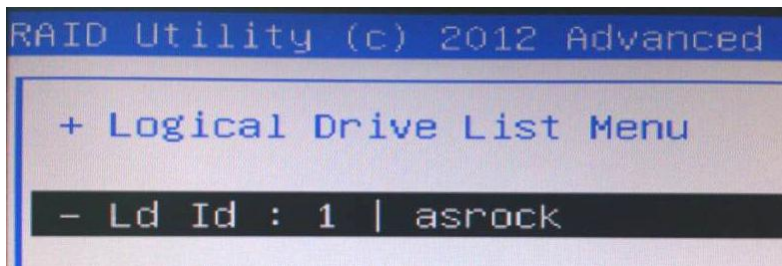 RAID Utility (c) 2012 Advanced
+ Logical Drive List Menu
- Ld Id : 1 | asrock